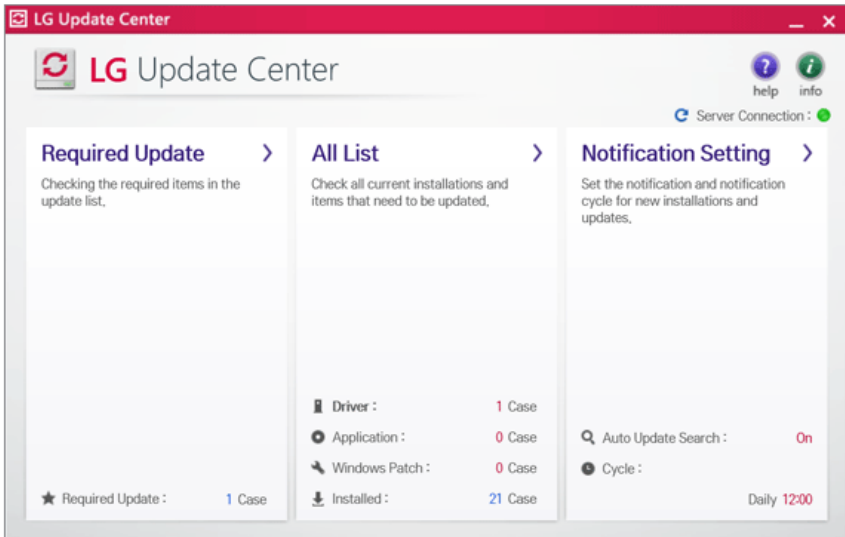 LG Update Center
LG Update Center
help
info
Server Connection :
Required Update
Checking the required items in the
update list,
Required Update :
1 Case
All List
Check all current installations and
items that need to be updated,
Driver :
1 Case
Application :
0 Case
Windows Patch :
0 Case
Installed :
21 Case
Notification Setting
Set the notification and notification
cycle for new installations and
updates,
Auto Update Search :
On
Cycle :
Daily 12:00